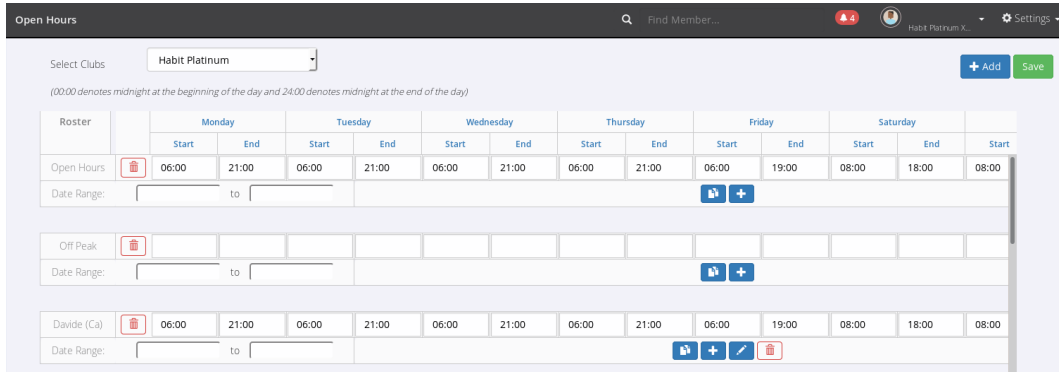 Open Hours Find Member... 4 Habit Platinum X... Settings
Select Clubs Habit Platinum Add Save
(00:00 denotes midnight at the beginning of the day and 24:00 denotes midnight at the end of the day)
Roster Monday Tuesday Wednesday Thursday Friday Saturday
Start End Start End Start End Start End Start End Start End Start
Open Hours 06:00 21:00 06:00 21:00 06:00 21:00 06:00 21:00 06:00 19:00 08:00 18:00 08:00
Date Range: to
Off Peak
Date Range: to
Davide (Ca) 06:00 21:00 06:00 21:00 06:00 21:00 06:00 21:00 06:00 19:00 08:00 18:00 08:00
Date Range: to